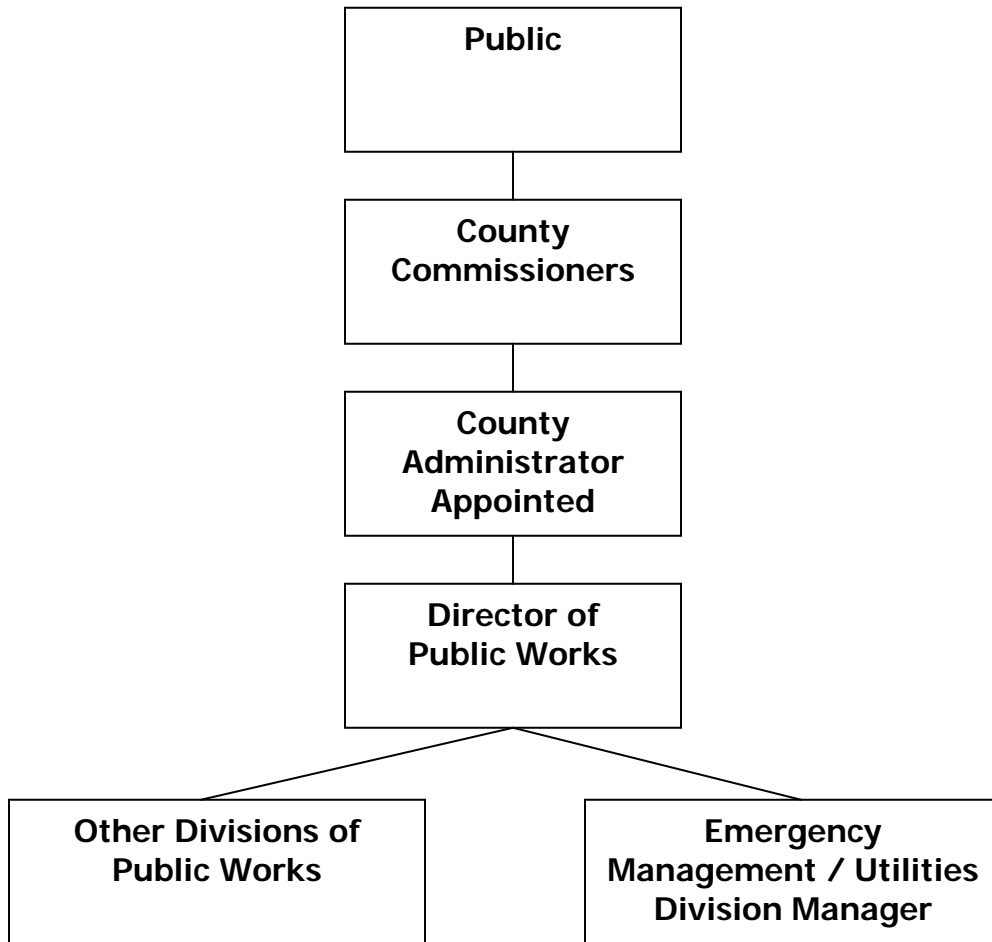 Public
County
Commissioners
County
Administrator
Appointed
Director of
Public Works
Other Divisions of
Public Works
Emergency
Management / Utilities
Division Manager